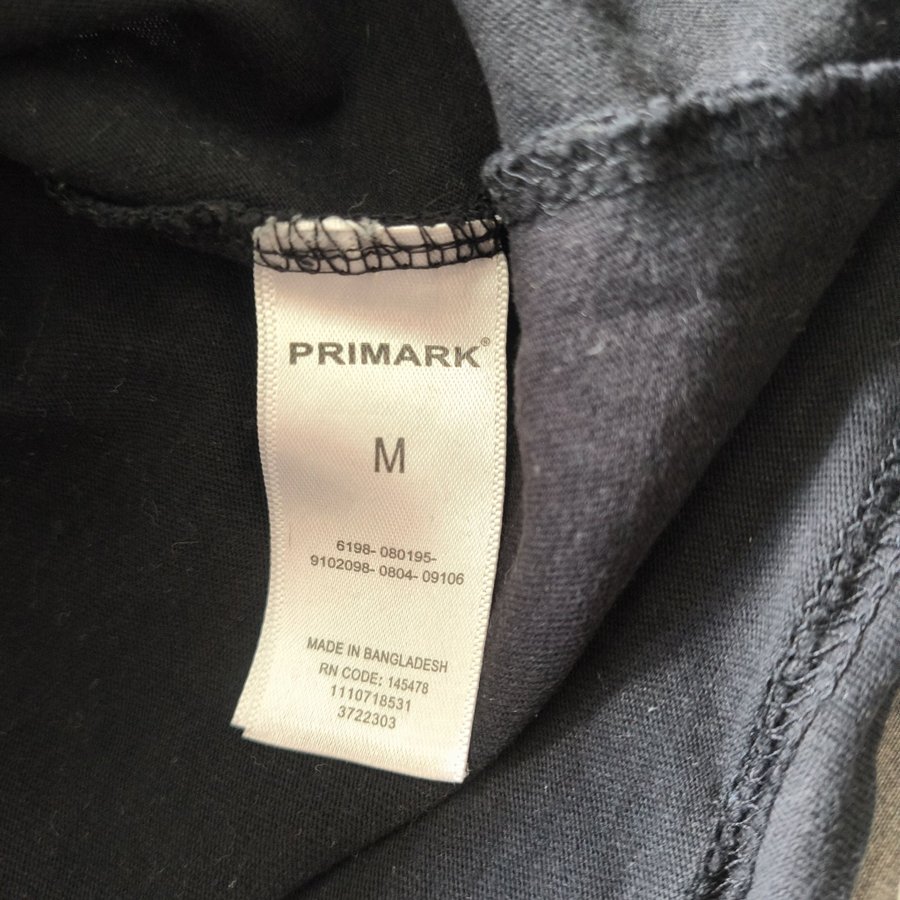 PRIMARK®
M
6198- 080195-
9102098- 0804- 09106
MADE IN BANGLADESH
RN CODE: 145478
1110718531
3722303